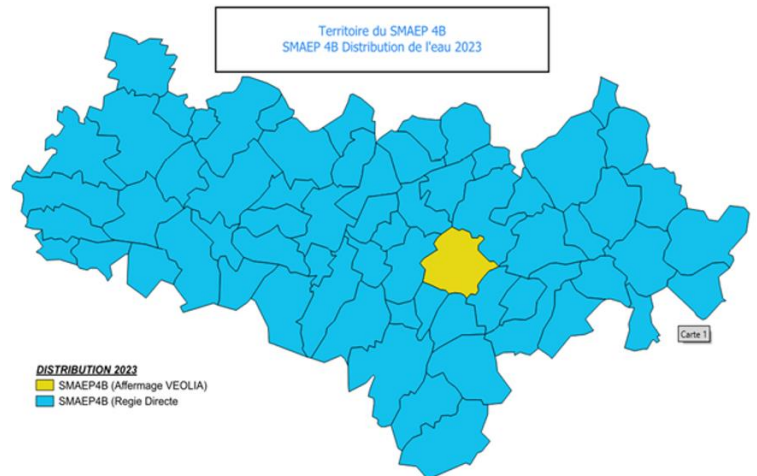 Territoire du SMAEP 4B
SMAEP 4B Distribution de l'eau 2023
Carte 1
DISTRIBUTION 2023
SMAEP4B (Affermage VEOLIA)
SMAEP4B (Regie Directe